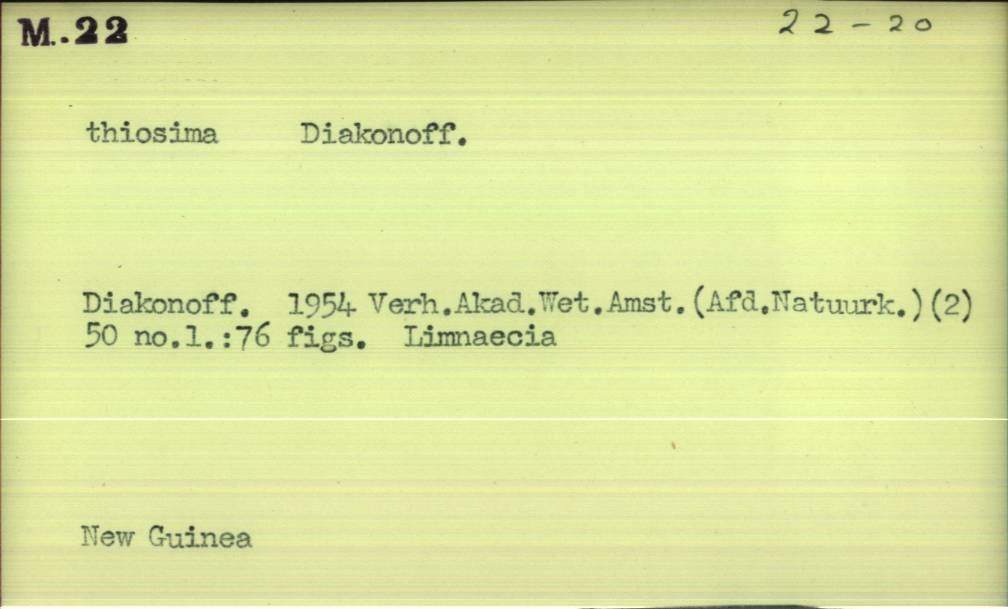 M.22
22-20
thiosima Diakonoff.
Diakonoff. 1954 Verh.Akad.Wet.Amst.(Afd.Natuurk.)(2)
50 no.1.:76 figs. Limnaecia
New Guinea